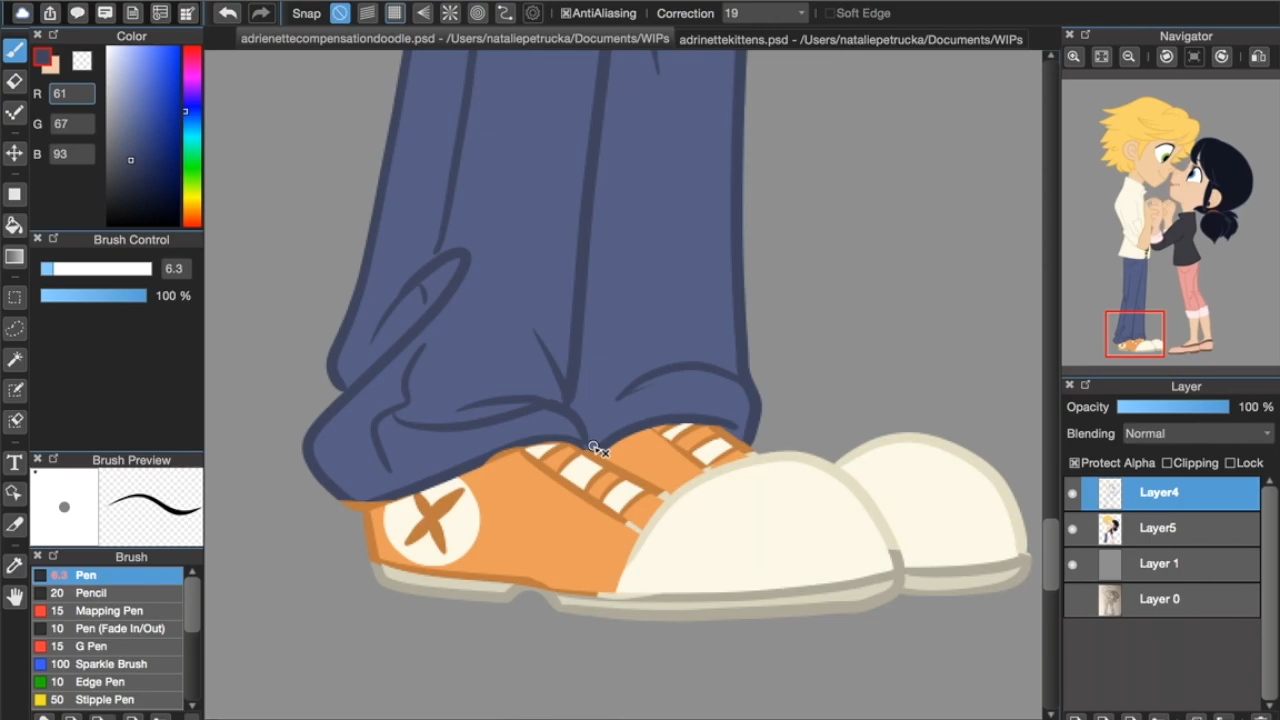 Snap
AntiAliasing
Correction 19
Soft Edge
adrienettecompensationdoodle.psd - /Users/nataliepetrucka/Documents/WIPs
adrinettekittens.psd - /Users/nataliepetrucka/Documents/WIPs
Color
R 61
G 67
B 93
Brush Control
6.3
100 %
Brush Preview
T
Brush
6.3 Pen
20 Pencil
15 Mapping Pen
10 Pen (Fade In/Out)
15 G Pen
100 Sparkle Brush
10 Edge Pen
50 Stipple Pen
Navigator
Layer
Opacity 100 %
Blending Normal
Protect Alpha Clipping Lock
Layer4
Layer5
Layer 1
Layer 0